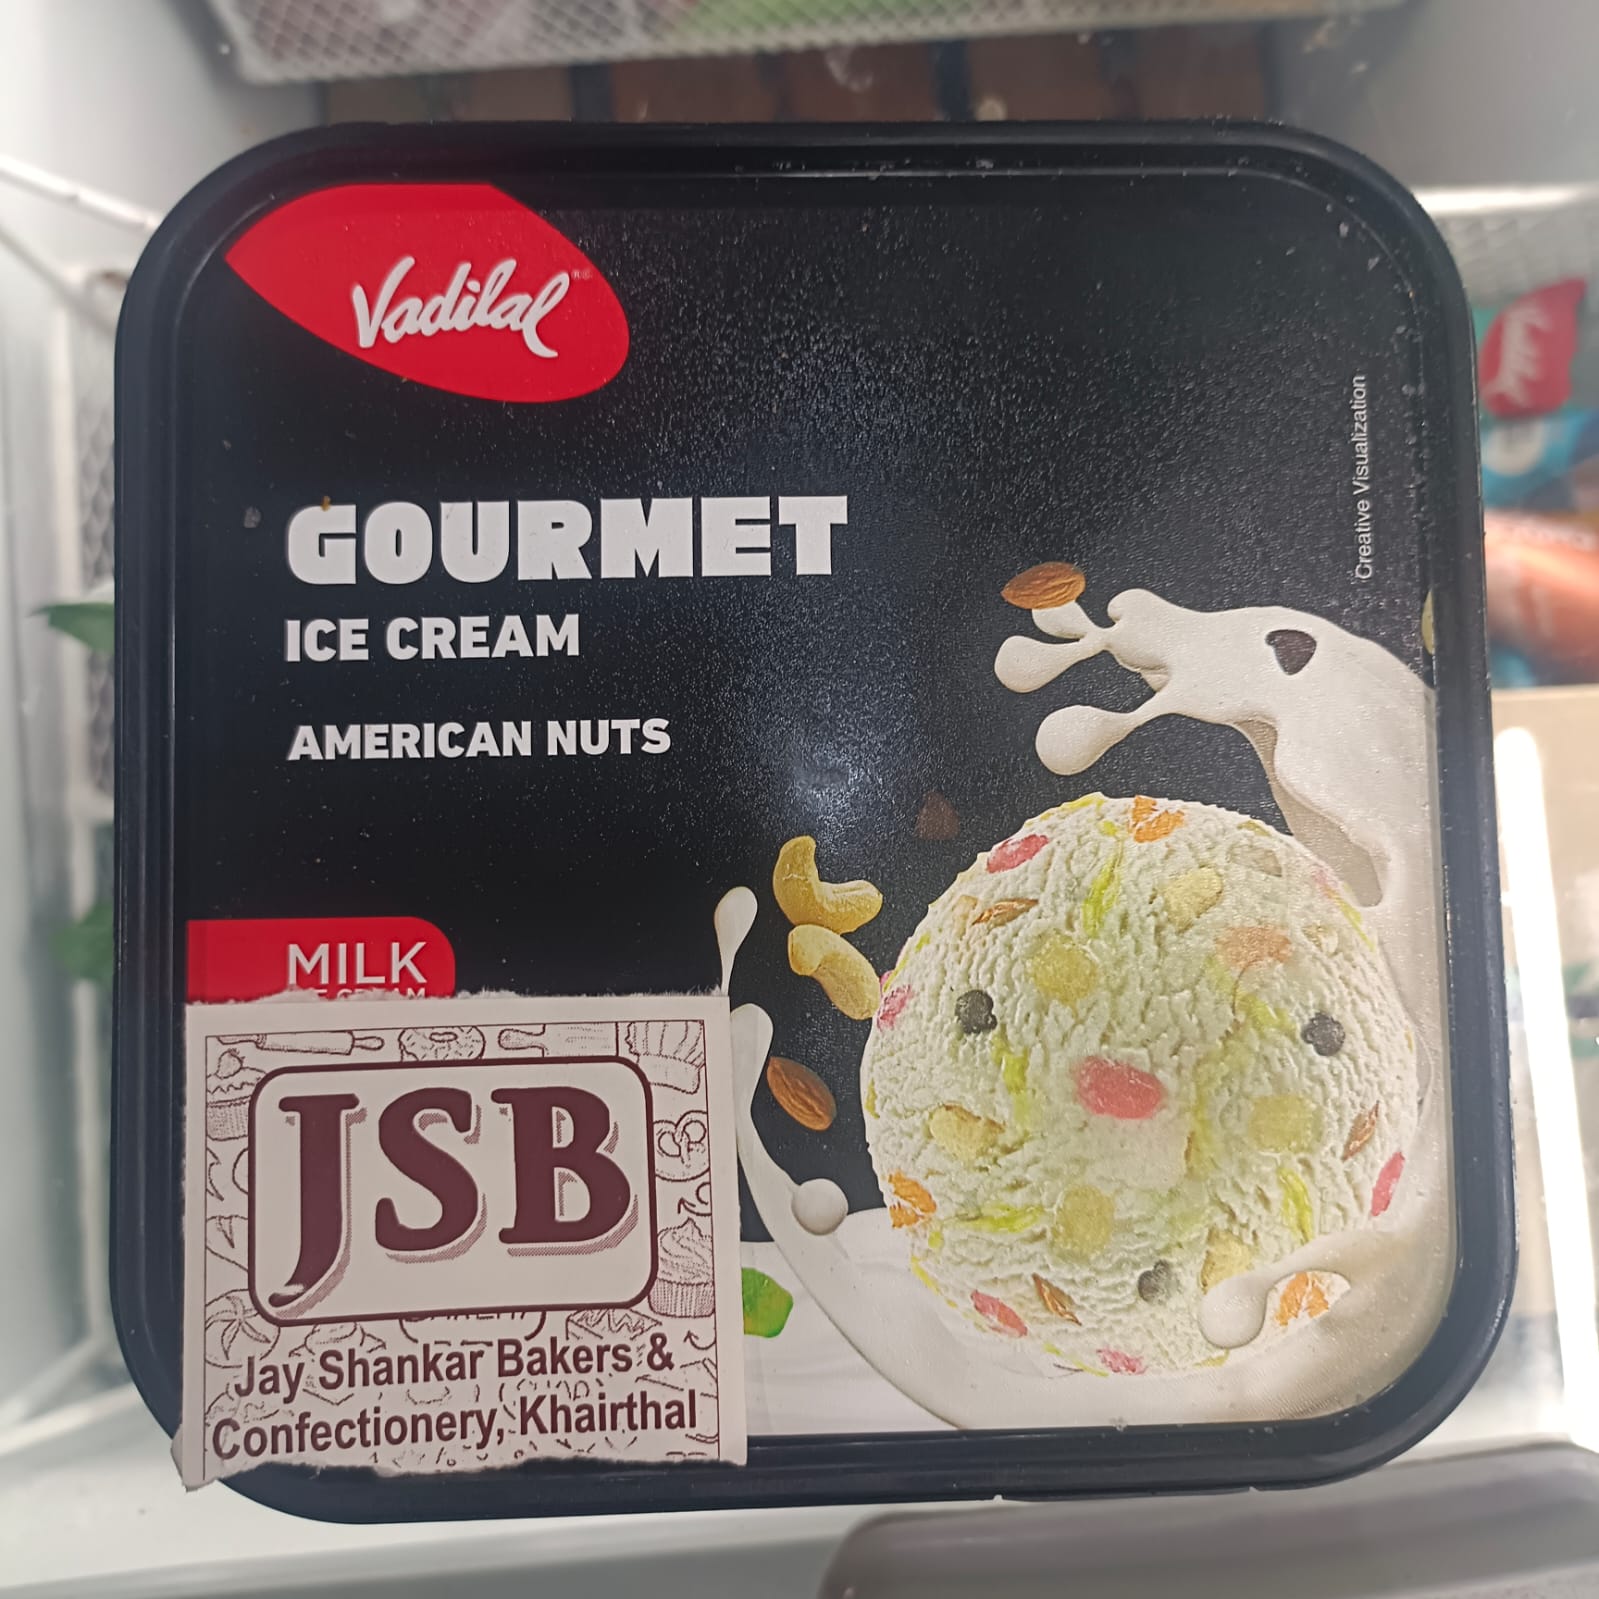 Vadilal
GOURMET
ICE CREAM
AMERICAN NUTS
Creative Visualization
MILK
JSB
Jay Shankar Bakers &
Confectionery, Khairthal